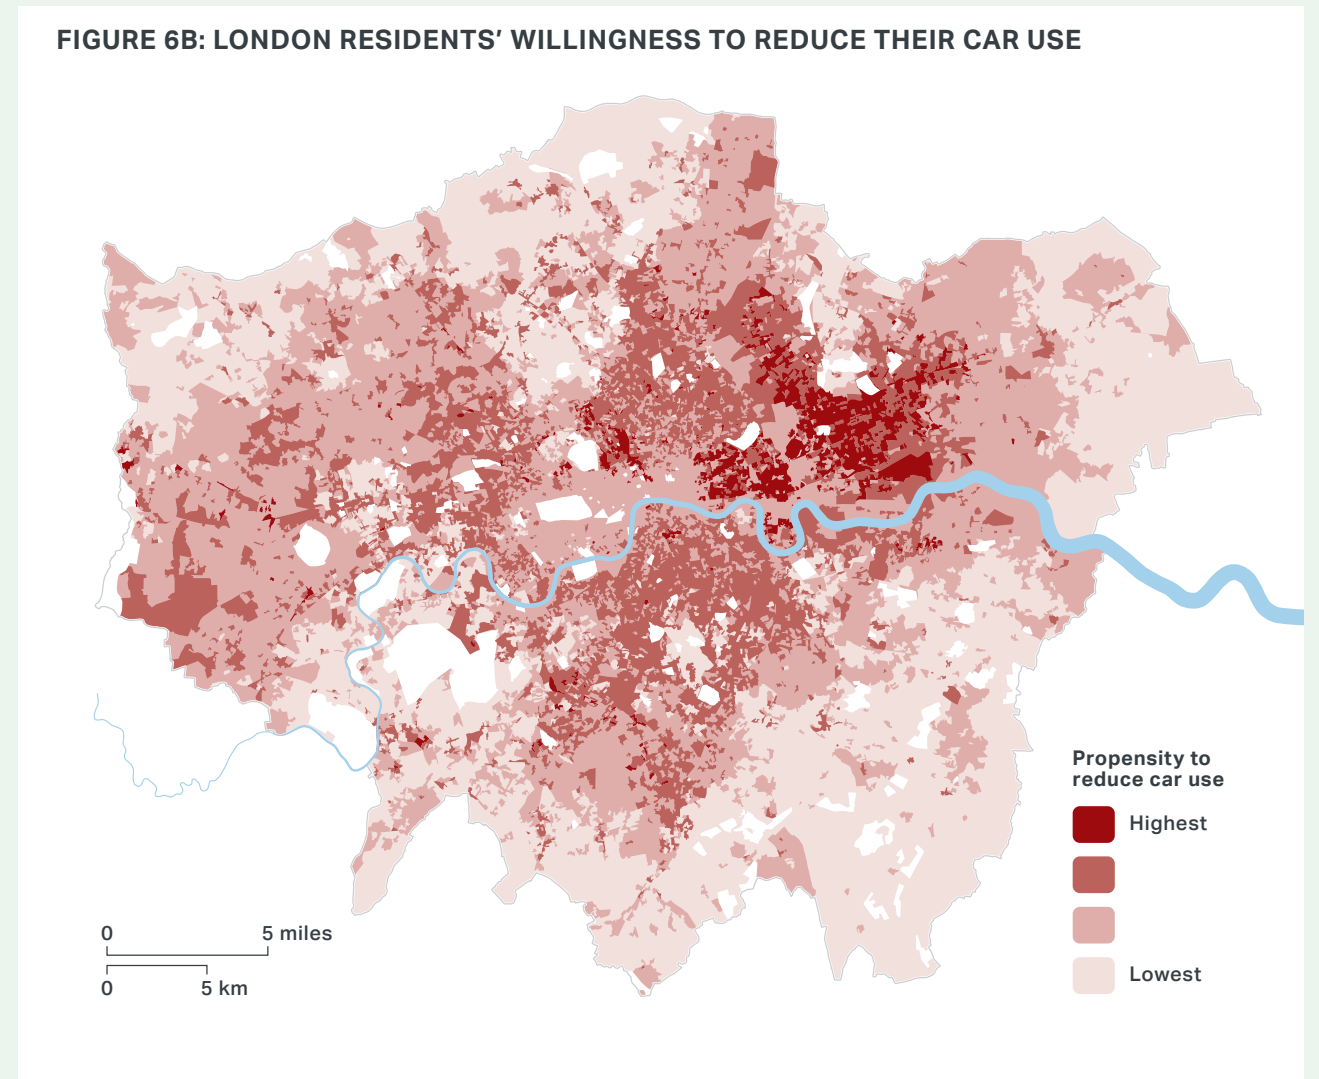 FIGURE 6B: LONDON RESIDENTS’ WILLINGNESS TO REDUCE THEIR CAR USE
Propensity to
reduce car use
Highest
Lowest
0 5 miles
0 5 km